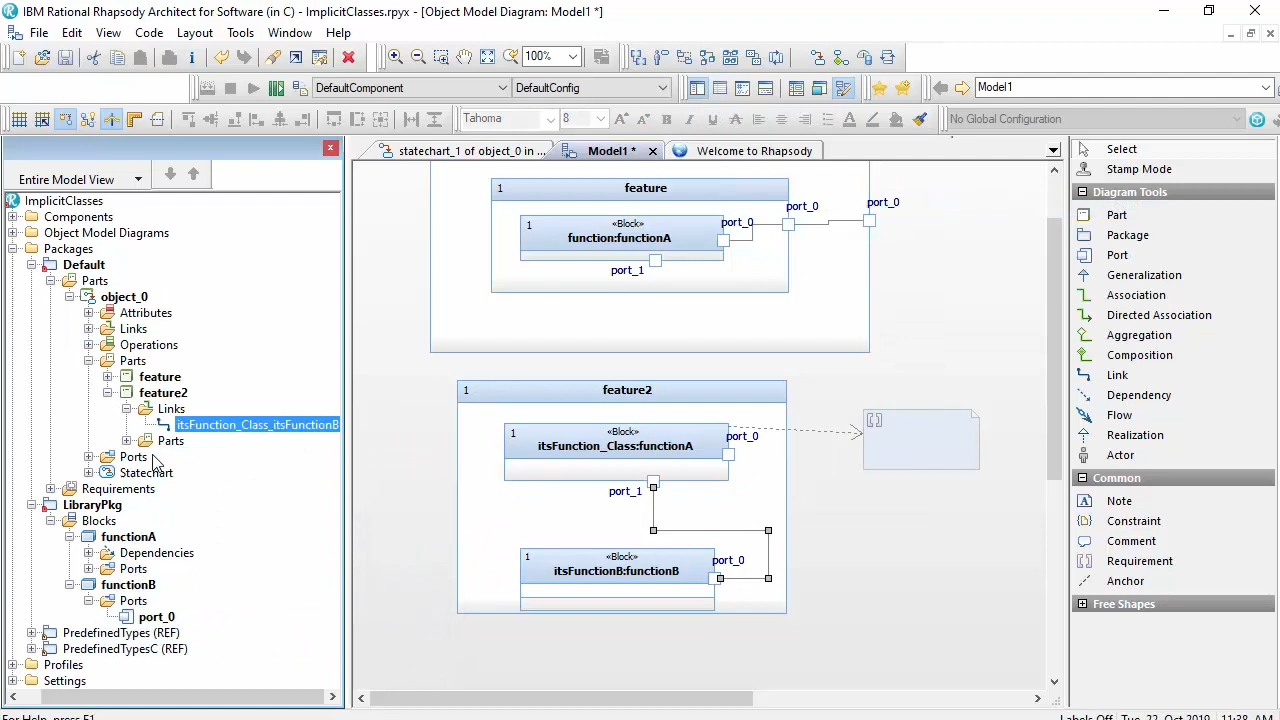 IBM Rational Rhapsody Architect for Software (in C) - ImplicitClasses.rpyx - [Object Model Diagram: Model1 *]
File Edit View Code Layout Tools Window Help
100%
DefaultComponent DefaultConfig Model1
Tahoma 8 No Global Configuration
Entire Model View
ImplicitClasses
Components
Object Model Diagrams
Packages
Default
Parts
object_0
Attributes
Links
Operations
Parts
feature
feature2
Links
itsFunction_Class_itsFunctionB
Parts
Ports
Statechart
Requirements
LibraryPkg
Blocks
functionA
Dependencies
Ports
functionB
Ports
port_0
PredefinedTypes (REF)
PredefinedTypesC (REF)
Profiles
Settings
statechart_1 of object_0 in ... Model1 * Welcome to Rhapsody
1 feature
port_0
port_0
1 «Block»
function:functionA
port_0
port_1
1 feature2
1 «Block»
itsFunction_Class:functionA
port_0
port_1
1 «Block»
itsFunctionB:functionB
port_0
Select
Stamp Mode
Diagram Tools
Part
Package
Port
Generalization
Association
Directed Association
Aggregation
Composition
Link
Dependency
Flow
Realization
Actor
Common
Note
Constraint
Comment
Requirement
Anchor
Free Shapes
For Help, press F1 Labels Off Tue, 22, Oct 2019 11:38 AM